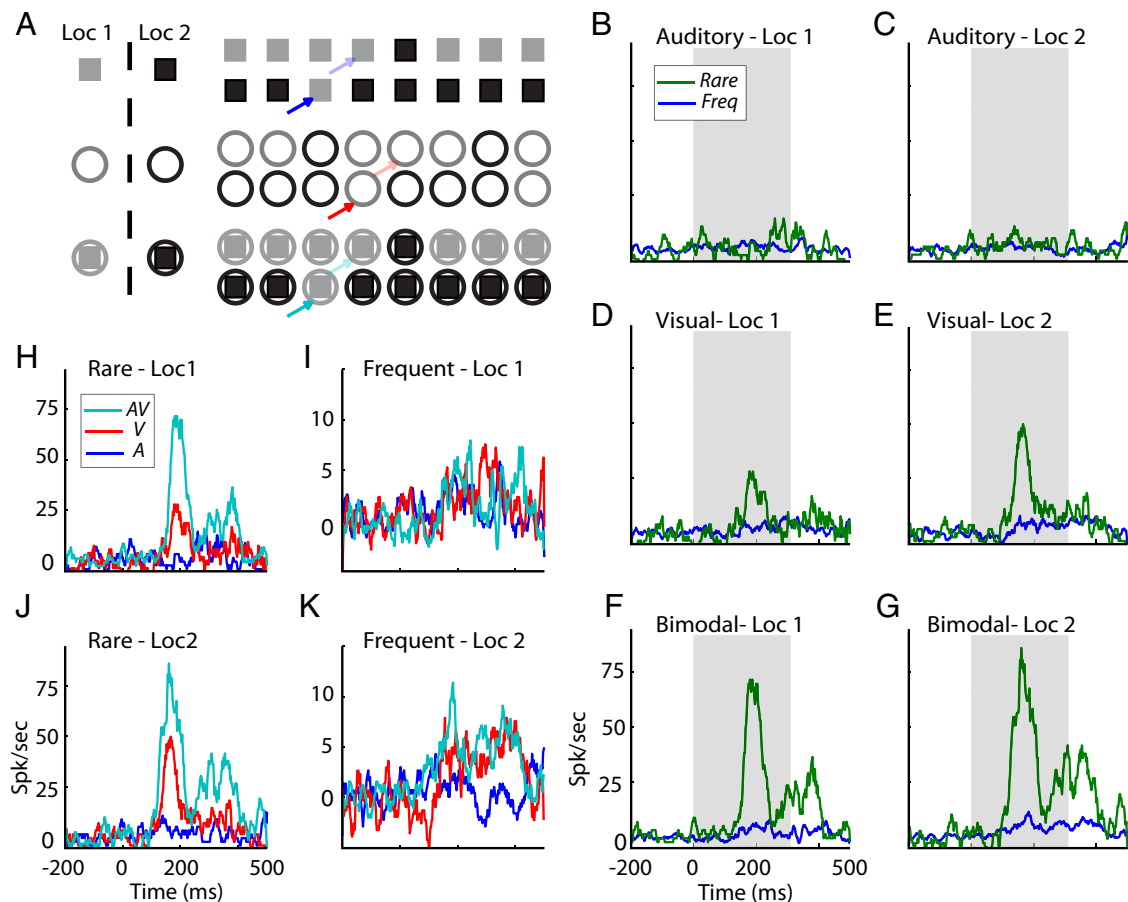 A
Loc 1
Loc 2
B
Auditory - Loc 1
Rare
Freq
C
Auditory - Loc 2
D
Visual- Loc 1
E
Visual- Loc 2
H
Rare - Loc1
75
50
25
0
AV
V
A
I
Frequent - Loc 1
10
5
0
J
Rare - Loc2
75
50
25
0
Spk/sec
-200
0
200
500
Time (ms)
K
Frequent - Loc 2
10
5
0
F
Bimodal- Loc 1
75
50
25
0
Spk/sec
-200
0
200
500
Time (ms)
G
Bimodal- Loc 2